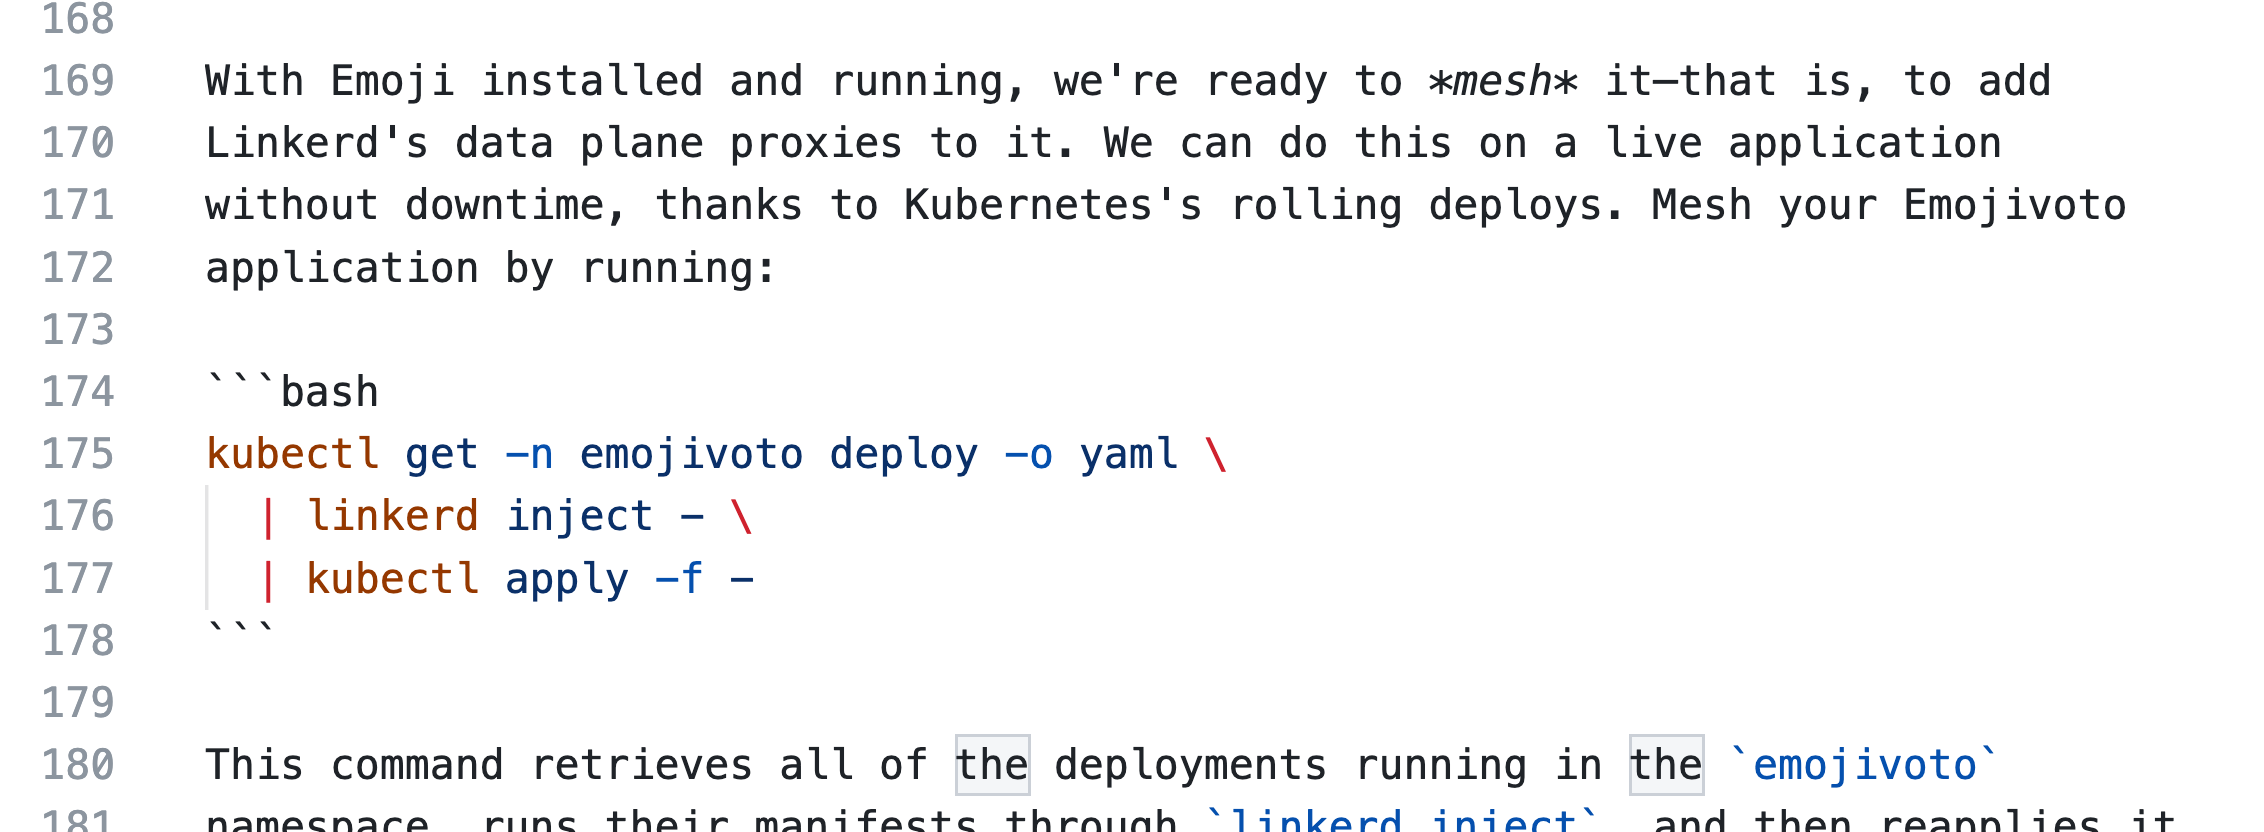 168
169 With Emoji installed and running, we're ready to *mesh* it—that is, to add
170 Linkerd's data plane proxies to it. We can do this on a live application
171 without downtime, thanks to Kubernetes's rolling deploys. Mesh your Emojivoto
172 application by running:
173
174 ```bash
175 kubectl get -n emojivoto deploy -o yaml \
176   | linkerd inject - \
177   | kubectl apply -f -
178 ```
179
180 This command retrieves all of the deployments running in the `emojivoto`
181 namespace, runs their manifests through `linkerd inject`, and then reapplies it